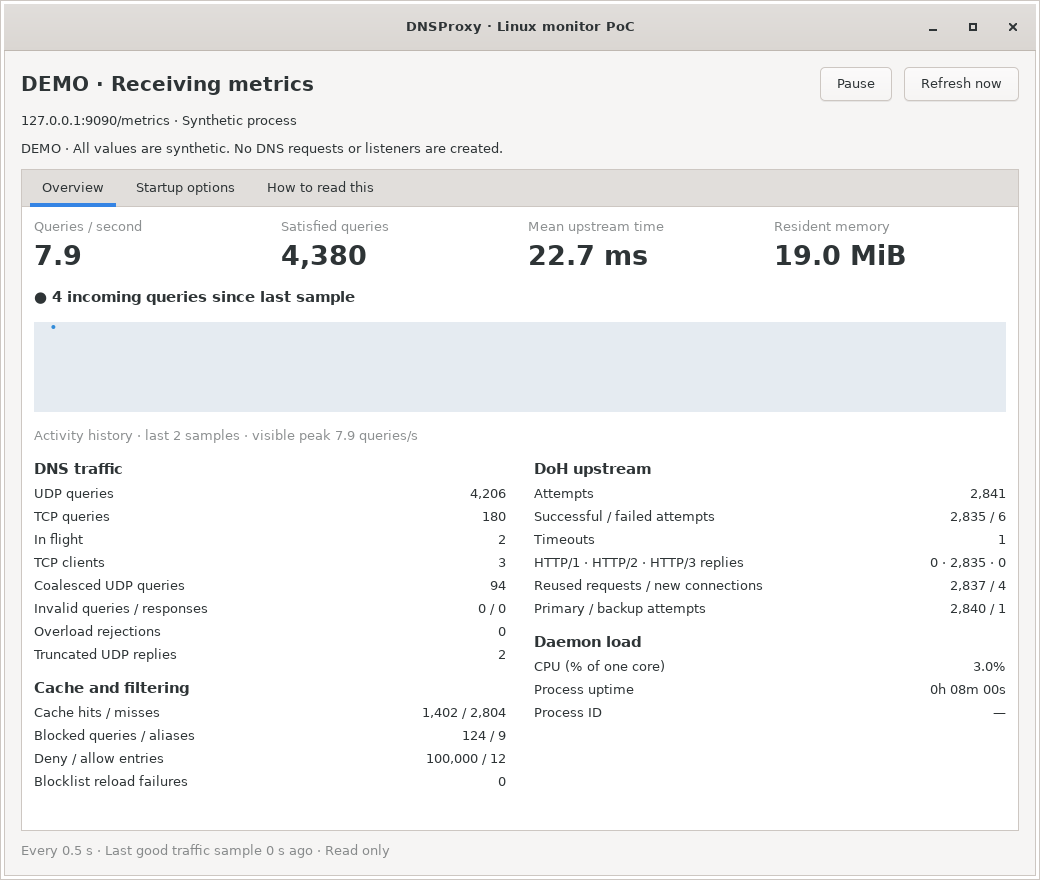 DNSProxy · Linux monitor PoC
DEMO · Receiving metrics
Pause
Refresh now
127.0.0.1:9090/metrics · Synthetic process
DEMO · All values are synthetic. No DNS requests or listeners are created.
Overview
Startup options
How to read this
Queries / second
Satisfied queries
Mean upstream time
Resident memory
7.9
4,380
22.7 ms
19.0 MiB
● 4 incoming queries since last sample
Activity history · last 2 samples · visible peak 7.9 queries/s
DNS traffic
UDP queries 4,206
TCP queries 180
In flight 2
TCP clients 3
Coalesced UDP queries 94
Invalid queries / responses 0 / 0
Overload rejections 0
Truncated UDP replies 2
Cache and filtering
Cache hits / misses 1,402 / 2,804
Blocked queries / aliases 124 / 9
Deny / allow entries 100,000 / 12
Blocklist reload failures 0
DoH upstream
Attempts 2,841
Successful / failed attempts 2,835 / 6
Timeouts 1
HTTP/1 · HTTP/2 · HTTP/3 replies 0 · 2,835 · 0
Reused requests / new connections 2,837 / 4
Primary / backup attempts 2,840 / 1
Daemon load
CPU (% of one core) 3.0%
Process uptime 0h 08m 00s
Process ID —
Every 0.5 s · Last good traffic sample 0 s ago · Read only